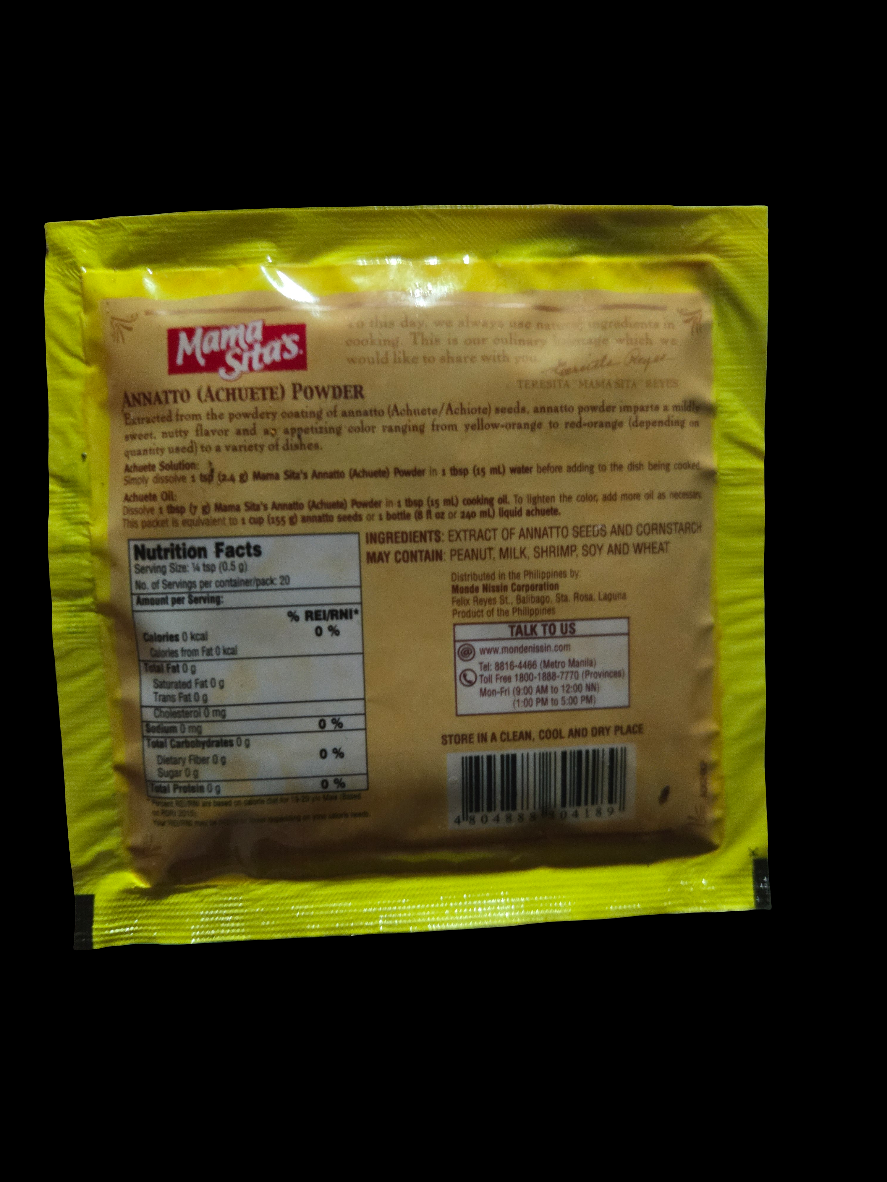 Mama
Sita's
To this day, we always use natural ingredients in
cooking. This is our culinary heritage which we
would like to share with you.
Teresita Reyes
TERESITA "MAMA SITA" REYES
ANNATTO (ACHUETE) POWDER
Extracted from the powdery coating of annatto (Achuete/Achiote) seeds, annatto powder imparts a mildly
sweet, nutty flavor and an appetizing color ranging from yellow-orange to red-orange (depending on
quantity used) to a variety of dishes.
Achuete Solution:
Simply dissolve 1 tsp (2.4 g) Mama Sita's Annatto (Achuete) Powder in 1 tbsp (15 mL) water before adding to the dish being cooked.
Achuete Oil:
Dissolve 1 tbsp (7 g) Mama Sita's Annatto (Achuete) Powder in 1 tbsp (15 mL) cooking oil. To lighten the color, add more oil as necessary.
This packet is equivalent to 1 cup (155 g) annatto seeds or 1 bottle (8 fl oz or 240 mL) liquid achuete.
Nutrition Facts
Serving Size: ¼ tsp (0.5 g)
No. of Servings per container/pack: 20
Amount per Serving:
% REI/RNI*
Calories 0 kcal 0 %
Calories from Fat 0 kcal
Total Fat 0 g
Saturated Fat 0 g
Trans Fat 0 g
Cholesterol 0 mg
Sodium 0 mg 0 %
Total Carbohydrates 0 g
Dietary Fiber 0 g 0 %
Sugar 0 g
Total Protein 0 g 0 %
INGREDIENTS: EXTRACT OF ANNATTO SEEDS AND CORNSTARCH
MAY CONTAIN: PEANUT, MILK, SHRIMP, SOY AND WHEAT
Distributed in the Philippines by:
Monde Nissin Corporation
Felix Reyes St., Balibago, Sta. Rosa, Laguna
Product of the Philippines
TALK TO US
www.mondenissin.com
Tel: 8816-4466 (Metro Manila)
Toll Free 1800-1888-7770 (Provinces)
Mon-Fri (9:00 AM to 12:00 NN)
(1:00 PM to 5:00 PM)
STORE IN A CLEAN, COOL AND DRY PLACE
4 804888 804189